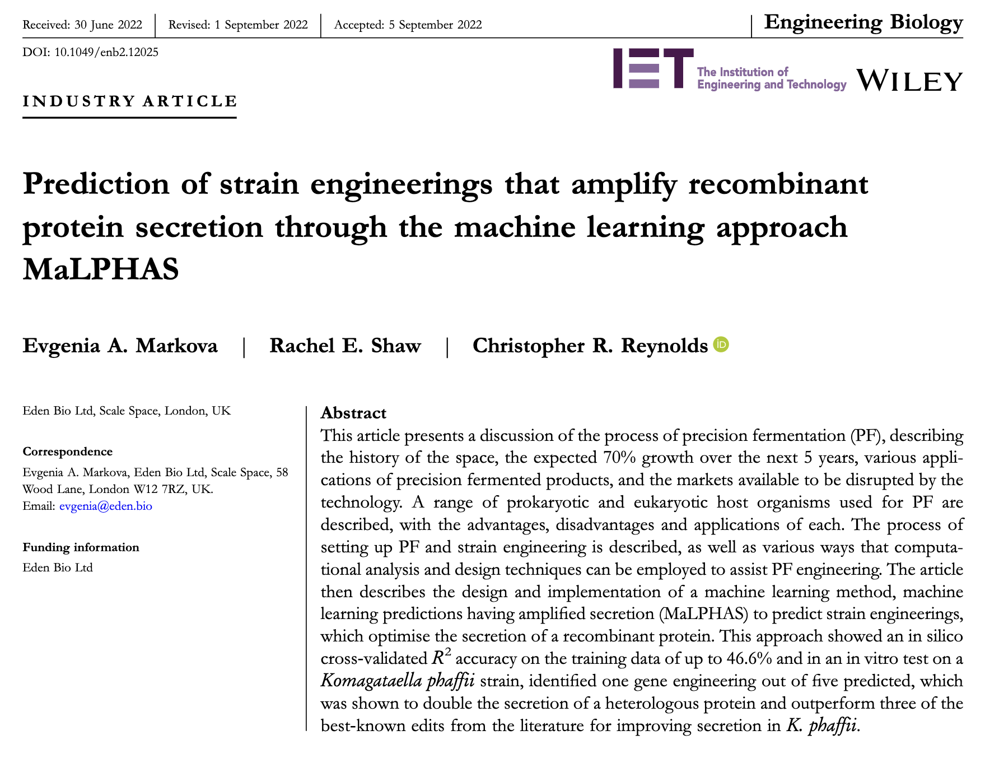 Received: 30 June 2022 | Revised: 1 September 2022 | Accepted: 5 September 2022
Engineering Biology
DOI: 10.1049/enb2.12025
IET The Institution of
Engineering and Technology
WILEY
INDUSTRY ARTICLE
Prediction of strain engineerings that amplify recombinant
protein secretion through the machine learning approach
MaLPHAS
Evgenia A. Markova | Rachel E. Shaw | Christopher R. Reynolds iD
Eden Bio Ltd, Scale Space, London, UK
Correspondence
Evgenia A. Markova, Eden Bio Ltd, Scale Space, 58
Wood Lane, London W12 7RZ, UK.
Email: evgenia@eden.bio
Funding information
Eden Bio Ltd
Abstract
This article presents a discussion of the process of precision fermentation (PF), describing
the history of the space, the expected 70% growth over the next 5 years, various appli-
cations of precision fermented products, and the markets available to be disrupted by the
technology. A range of prokaryotic and eukaryotic host organisms used for PF are
described, with the advantages, disadvantages and applications of each. The process of
setting up PF and strain engineering is described, as well as various ways that computa-
tional analysis and design techniques can be employed to assist PF engineering. The article
then describes the design and implementation of a machine learning method, machine
learning predictions having amplified secretion (MaLPHAS) to predict strain engineerings,
which optimise the secretion of a recombinant protein. This approach showed an in silico
cross-validated R² accuracy on the training data of up to 46.6% and in an in vitro test on a
Komagataella phaffii strain, identified one gene engineering out of five predicted, which
was shown to double the secretion of a heterologous protein and outperform three of the
best-known edits from the literature for improving secretion in K. phaffii.